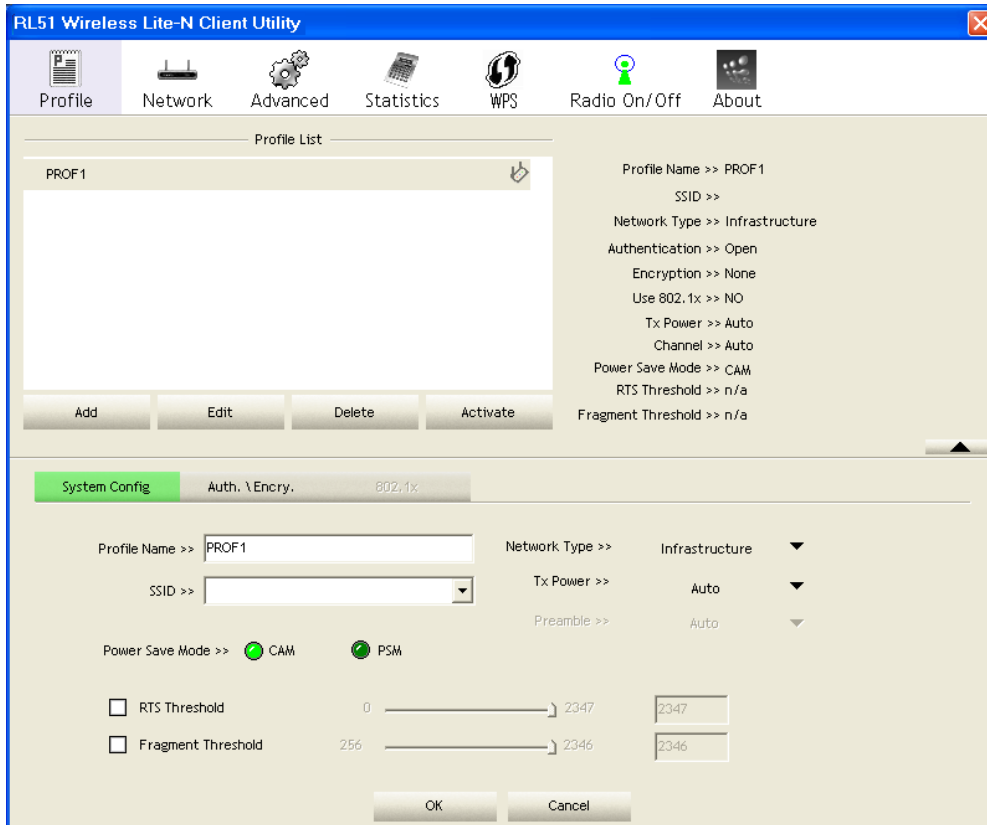 RL51 Wireless Lite-N Client Utility
Profile Network Advanced Statistics WPS Radio On/Off About
Profile List
PROF1
Profile Name >> PROF1
SSID >>
Network Type >> Infrastructure
Authentication >> Open
Encryption >> None
Use 802.1x >> NO
Tx Power >> Auto
Channel >> Auto
Power Save Mode >> CAM
RTS Threshold >> n/a
Fragment Threshold >> n/a
Add Edit Delete Activate
System Config Auth. \ Encry. 802.1x
Profile Name >> PROF1 Network Type >> Infrastructure
SSID >> Tx Power >> Auto
Preamble >> Auto
Power Save Mode >> CAM PSM
RTS Threshold 0 2347 2347
Fragment Threshold 256 2346 2346
OK Cancel